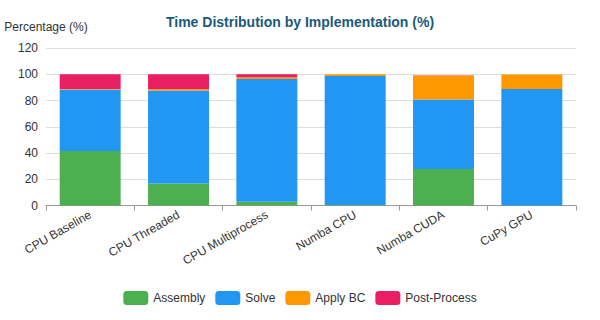 Time Distribution by Implementation (%)
Percentage (%)
120
100
80
60
40
20
0
CPU Baseline
CPU Threaded
CPU Multiprocess
Numba CPU
Numba CUDA
CuPy GPU
Assembly
Solve
Apply BC
Post-Process